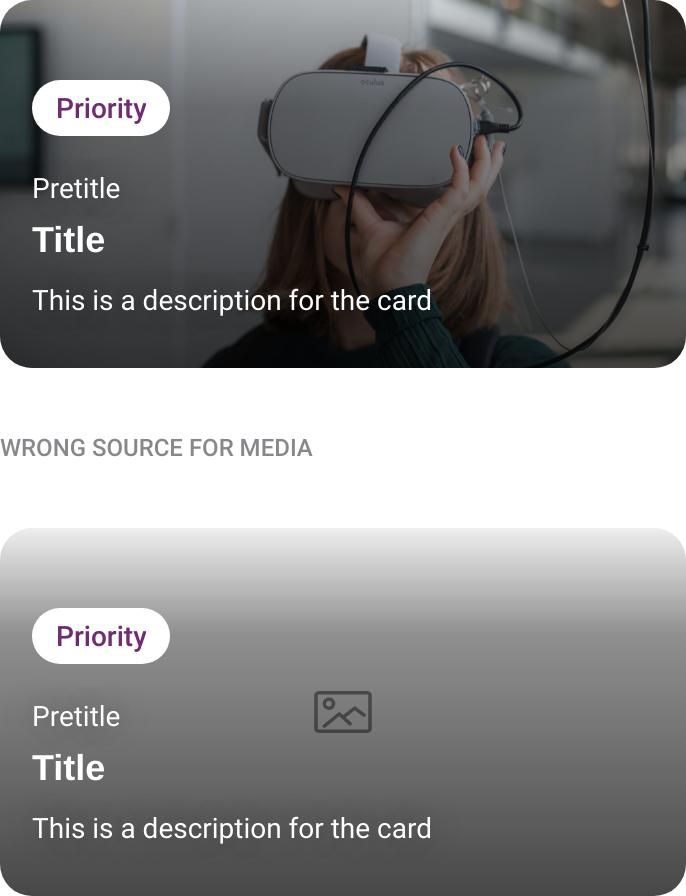 oculus
Priority
Pretitle
Title
This is a description for the card
WRONG SOURCE FOR MEDIA
Priority
Pretitle
Title
This is a description for the card